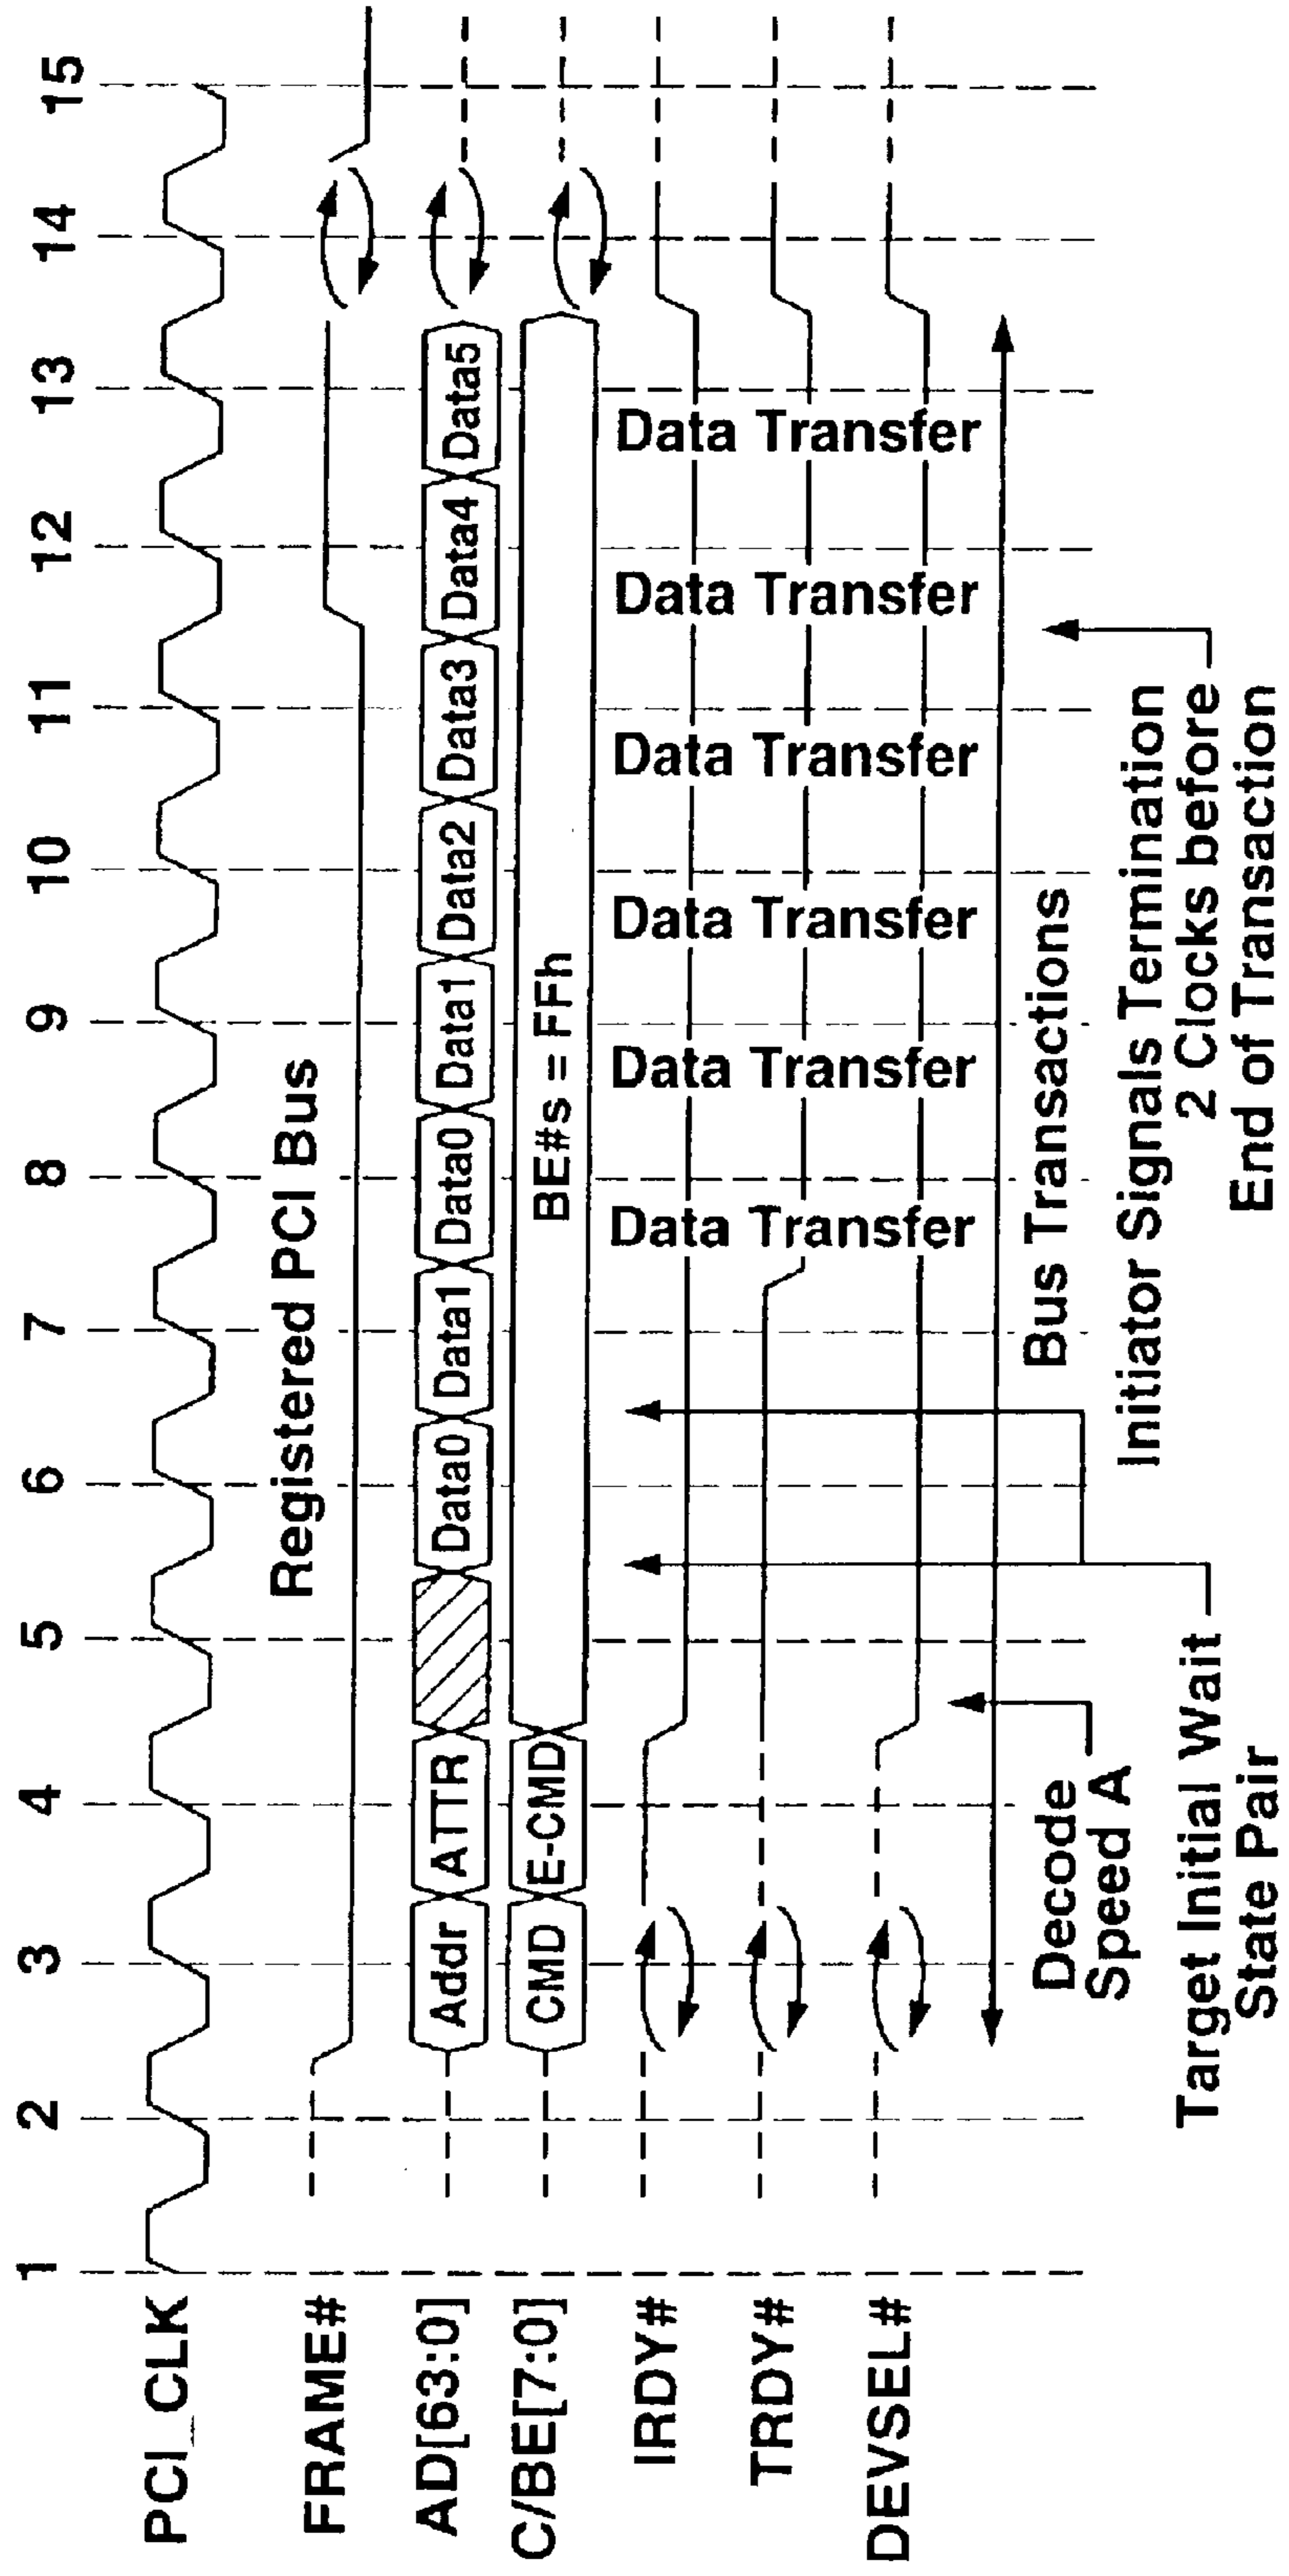 1 2 3 4 5 6 7 8 9 10 11 12 13 14 15
PCI_CLK
Registered PCI Bus
FRAME#
AD[63:0] Addr ATTR Data0 Data1 Data0 Data1 Data2 Data3 Data4 Data5
C/BE[7:0] CMD E-CMD BE#s = FFh
IRDY#
TRDY#
DEVSEL#
Data Transfer
Data Transfer
Data Transfer
Data Transfer
Data Transfer
Data Transfer
Bus Transactions
Decode
Speed A
Target Initial Wait
State Pair
Initiator Signals Termination
2 Clocks before
End of Transaction